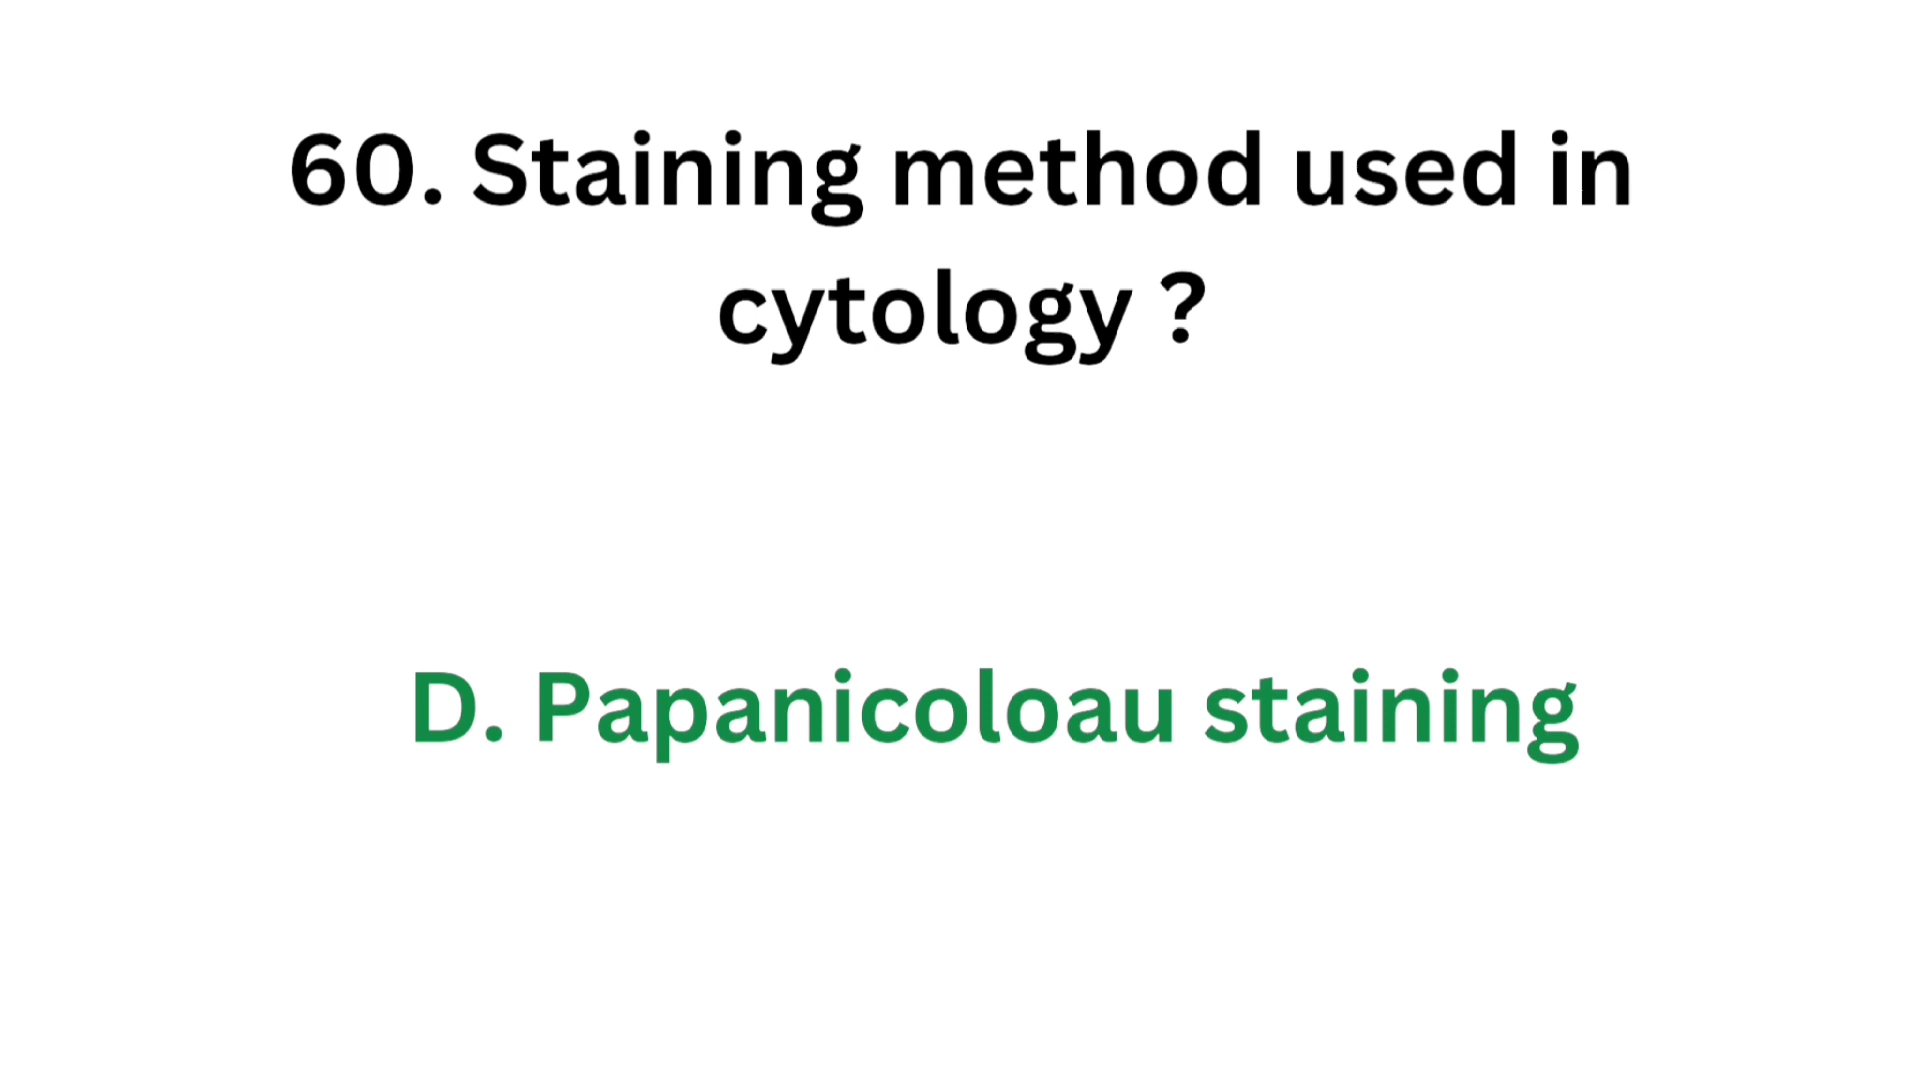 60. Staining method used in
cytology ?
D. Papanicoloau staining